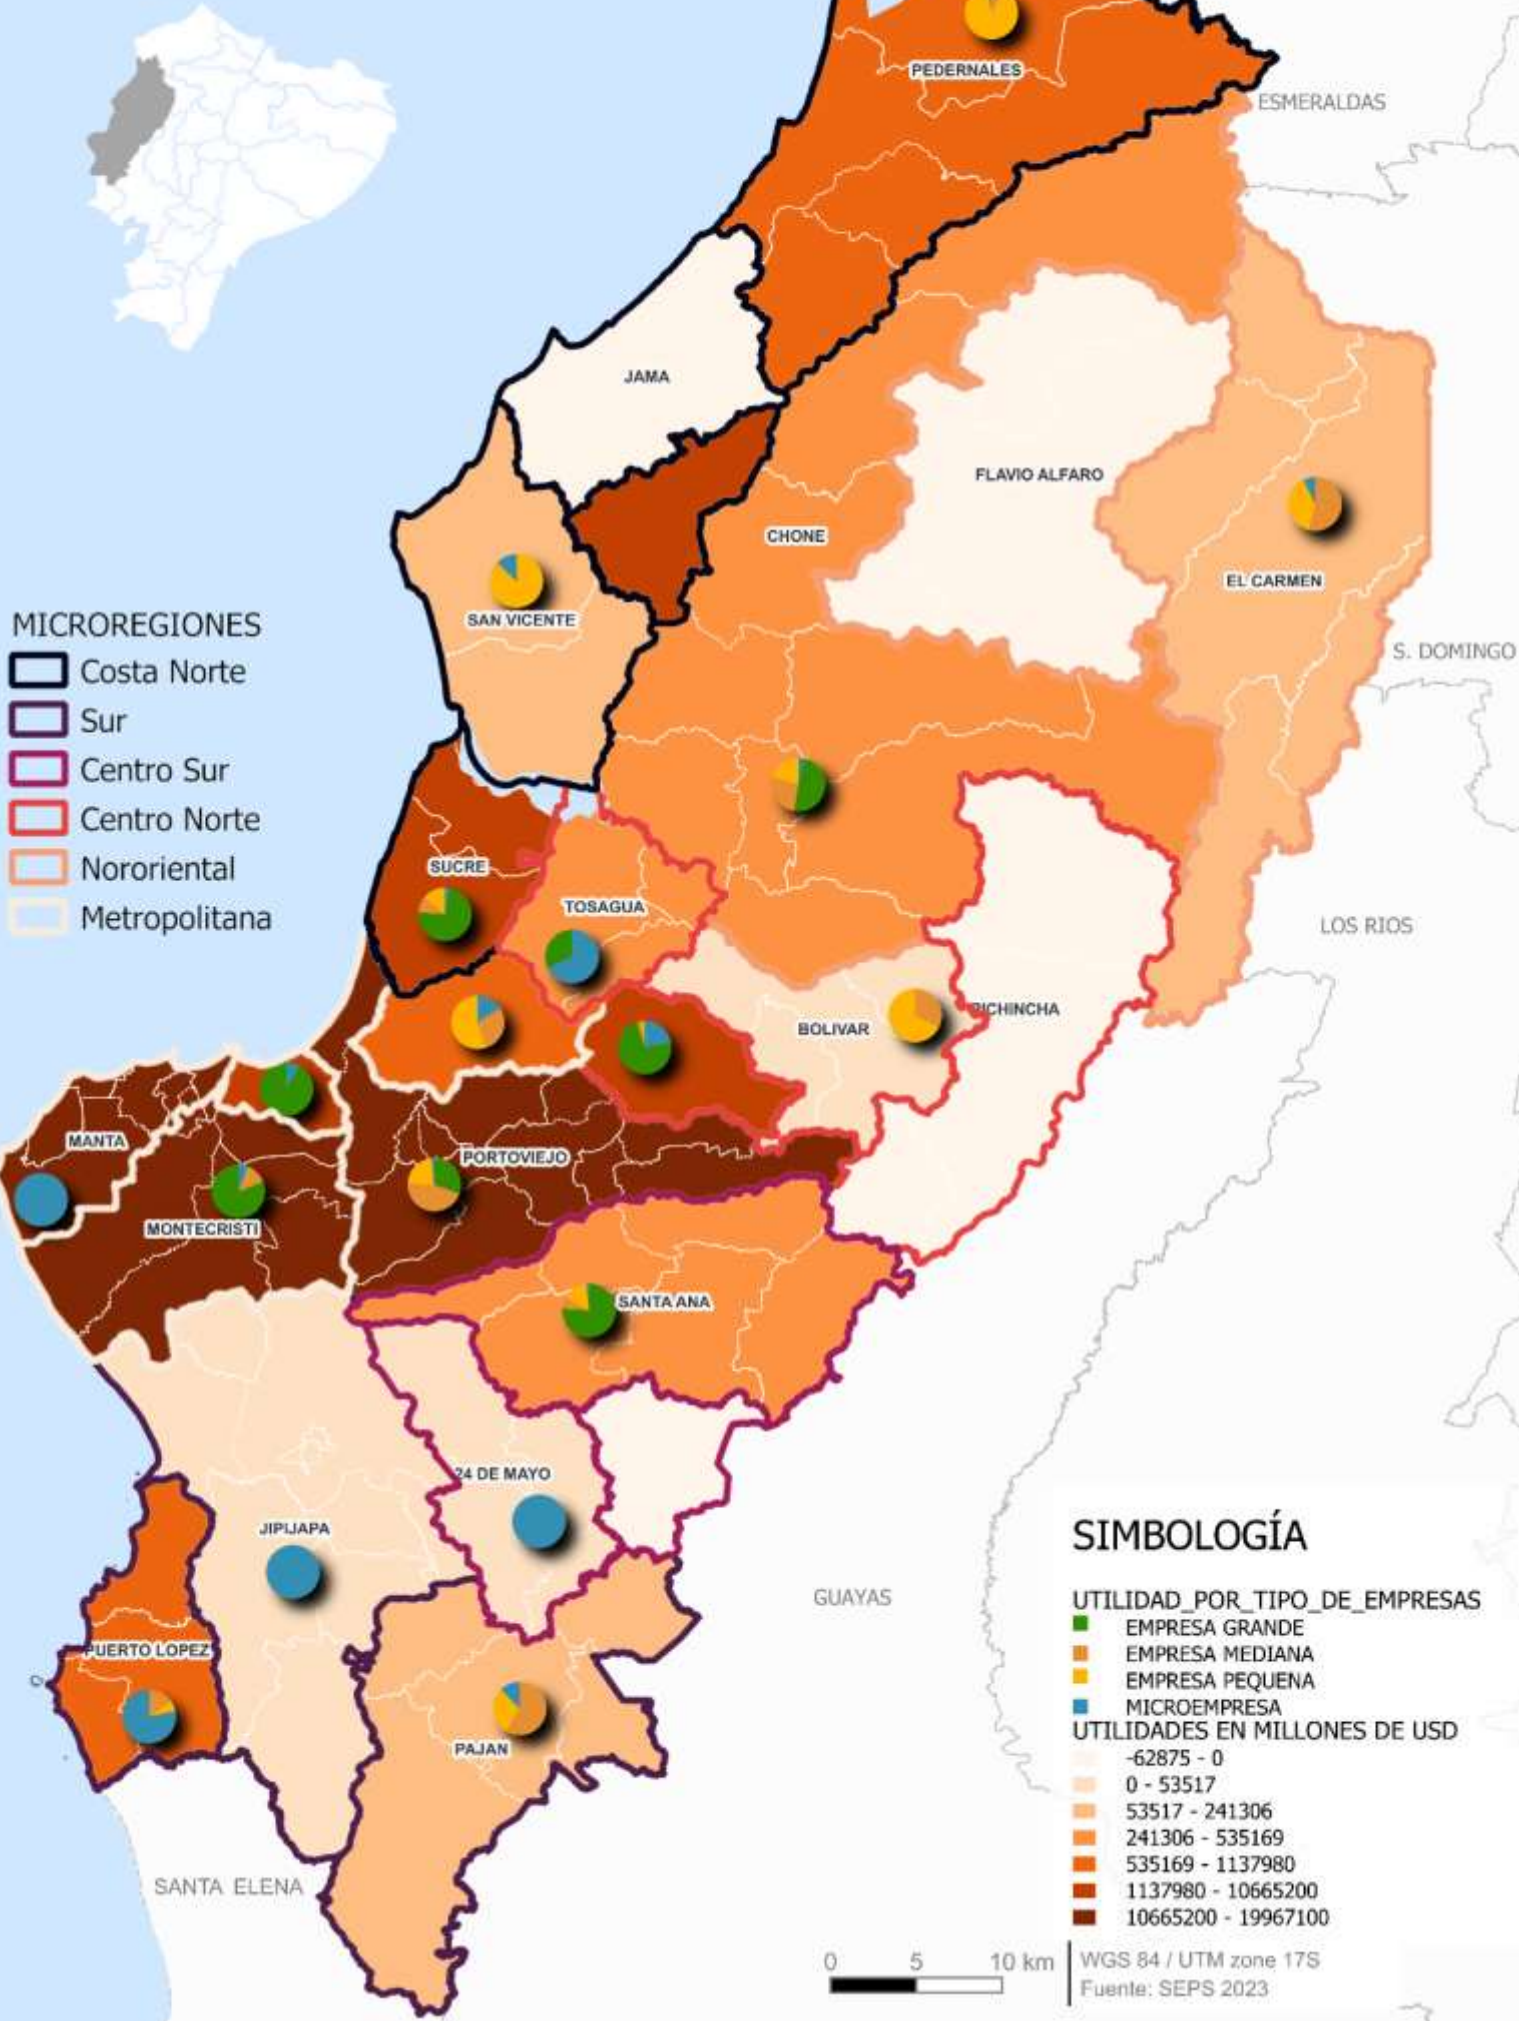 PEDERNALES
ESMERALDAS
JAMA
FLAVIO ALFARO
CHONE
EL CARMEN
SAN VICENTE
S. DOMINGO
MICROREGIONES
Costa Norte
Sur
Centro Sur
Centro Norte
Nororiental
Metropolitana
SUCRE
TOSAGUA
LOS RIOS
BOLIVAR
PICHINCHA
MANTA
PORTOVIEJO
MONTECRISTI
SANTA ANA
24 DE MAYO
JIPIJAPA
GUAYAS
PUERTO LOPEZ
PAJAN
SANTA ELENA
SIMBOLOGÍA
UTILIDAD_POR_TIPO_DE_EMPRESAS
EMPRESA GRANDE
EMPRESA MEDIANA
EMPRESA PEQUENA
MICROEMPRESA
UTILIDADES EN MILLONES DE USD
-62875 - 0
0 - 53517
53517 - 241306
241306 - 535169
535169 - 1137980
1137980 - 10665200
10665200 - 19967100
0 5 10 km
WGS 84 / UTM zone 17S
Fuente: SEPS 2023